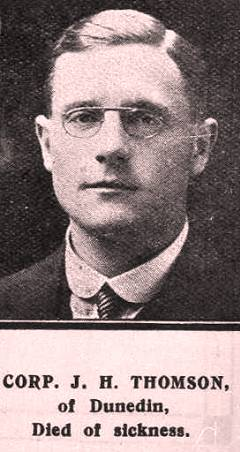 CORP. J. H. THOMSON,
of Dunedin,
Died of sickness.